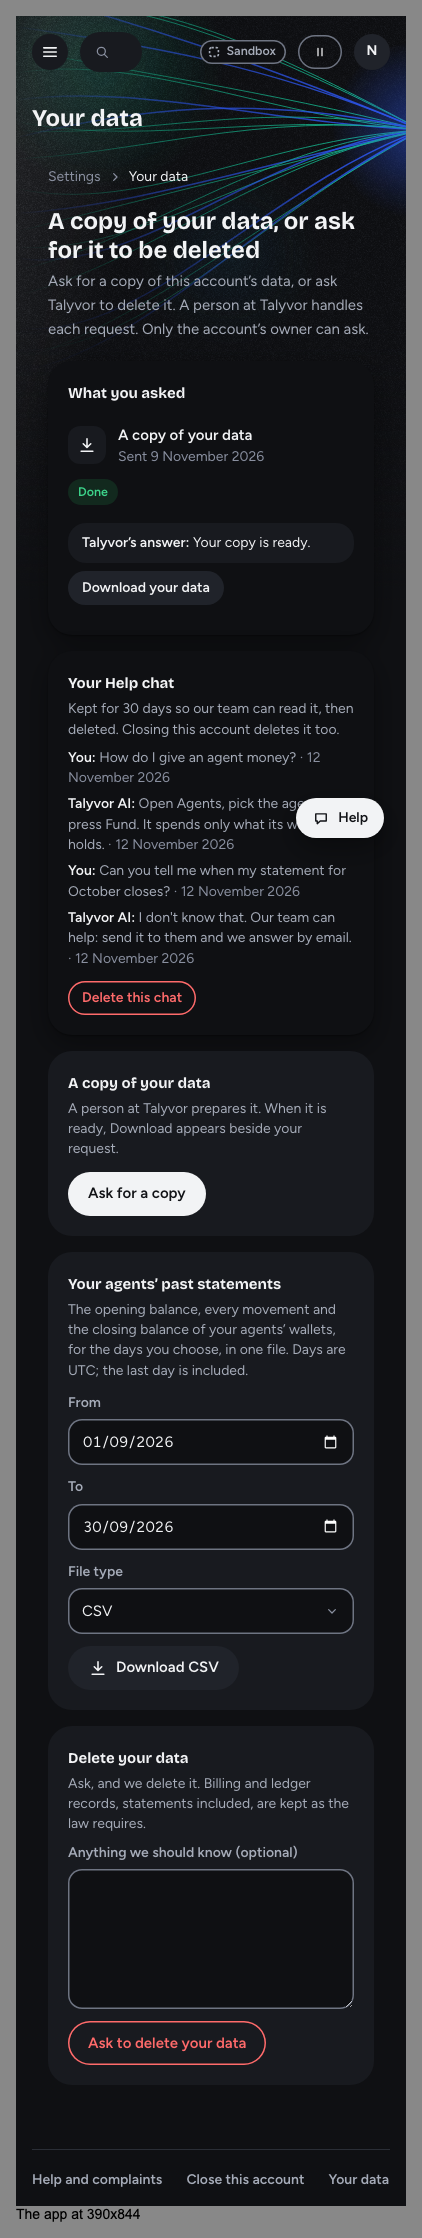 Sandbox
N
Your data
Settings > Your data
A copy of your data, or ask
for it to be deleted
Ask for a copy of this account’s data, or ask
Talyvor to delete it. A person at Talyvor handles
each request. Only the account’s owner can ask.
What you asked
A copy of your data
Sent 9 November 2026
Done
Talyvor’s answer: Your copy is ready.
Download your data
Your Help chat
Kept for 30 days so our team can read it, then
deleted. Closing this account deletes it too.
You: How do I give an agent money? · 12
November 2026
Talyvor AI: Open Agents, pick the
press Fund. It spends only what its
Help
holds. · 12 November 2026
You: Can you tell me when my statement for
October closes? · 12 November 2026
Talyvor AI: I don't know that. Our team can
help: send it to them and we answer by email.
· 12 November 2026
Delete this chat
A copy of your data
A person at Talyvor prepares it. When it is
ready, Download appears beside your
request.
Ask for a copy
Your agents’ past statements
The opening balance, every movement and
the closing balance of your agents’ wallets,
for the days you choose, in one file. Days are
UTC; the last day is included.
From
01/09/2026
To
30/09/2026
File type
CSV
Download CSV
Delete your data
Ask, and we delete it. Billing and ledger
records, statements included, are kept as the
law requires.
Anything we should know (optional)
Ask to delete your data
Help and complaints Close this account Your data
The app at 390x844